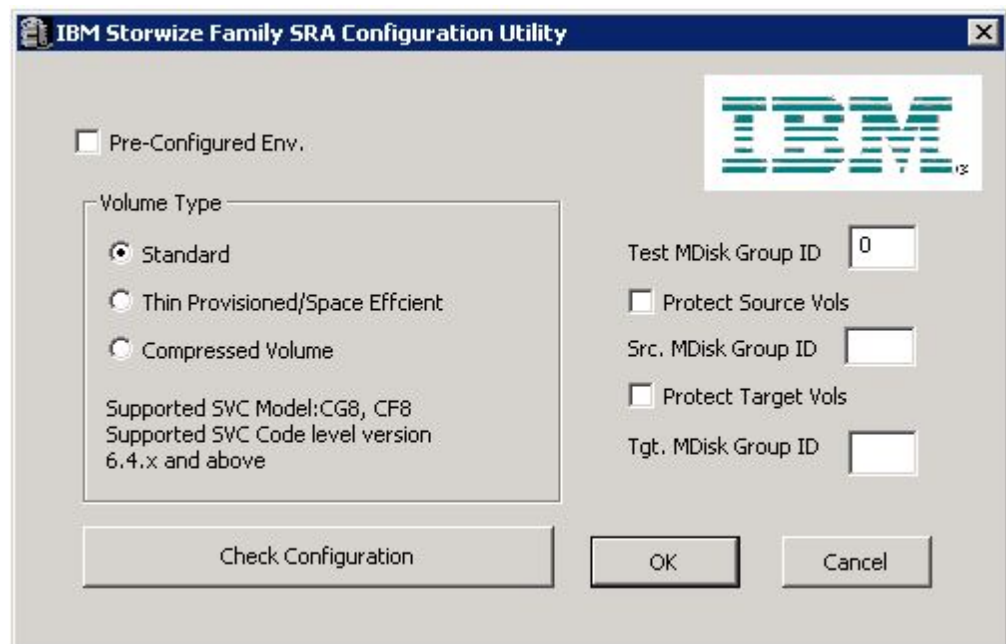 IBM Storwize Family SRA Configuration Utility
IBM®
Pre-Configured Env.
Volume Type
Standard
Thin Provisioned/Space Effcient
Compressed Volume
Supported SVC Model:CG8, CF8
Supported SVC Code level version
6.4.x and above
Test MDisk Group ID 0
Protect Source Vols
Src. MDisk Group ID
Protect Target Vols
Tgt. MDisk Group ID
Check Configuration
OK
Cancel